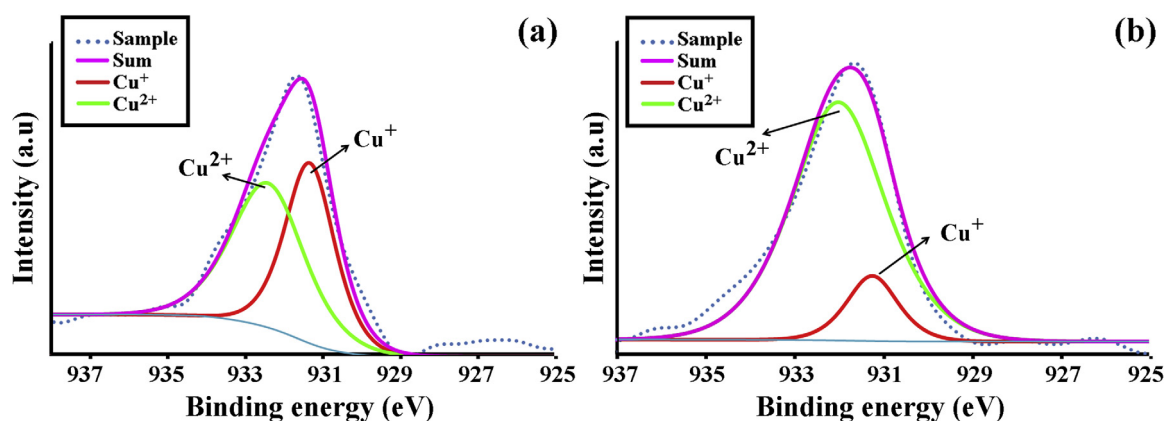 (a)
Sample
Sum
Cu⁺
Cu²⁺
Cu²⁺
Cu⁺
Intensity (a.u)
937 935 933 931 929 927 925
Binding energy (eV)
(b)
Sample
Sum
Cu⁺
Cu²⁺
Cu²⁺
Cu⁺
Intensity (a.u)
937 935 933 931 929 927 925
Binding energy (eV)